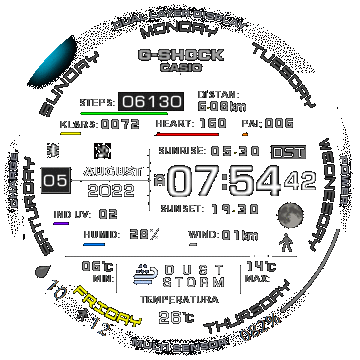 MONDAY
G-SHOCK
CASIO
SUNDAY
TUESDAY
STEPS: 06130
DISTAN:
6.00km
KLERS: 0072 HEART: 160 PAI: 006
SUNRISE: 05.30 DST
AUGUST
05
2022
07:54 42
WEDNESDAY
SATURDAY
SUNSET: 19.30
IND UV: 02
HUMID: 28% WIND: 01km
06°C
MIN:
DUST
STORM
14°C
MAX:
FRIDAY
THURSDAY
TEMPERATURA
26°C